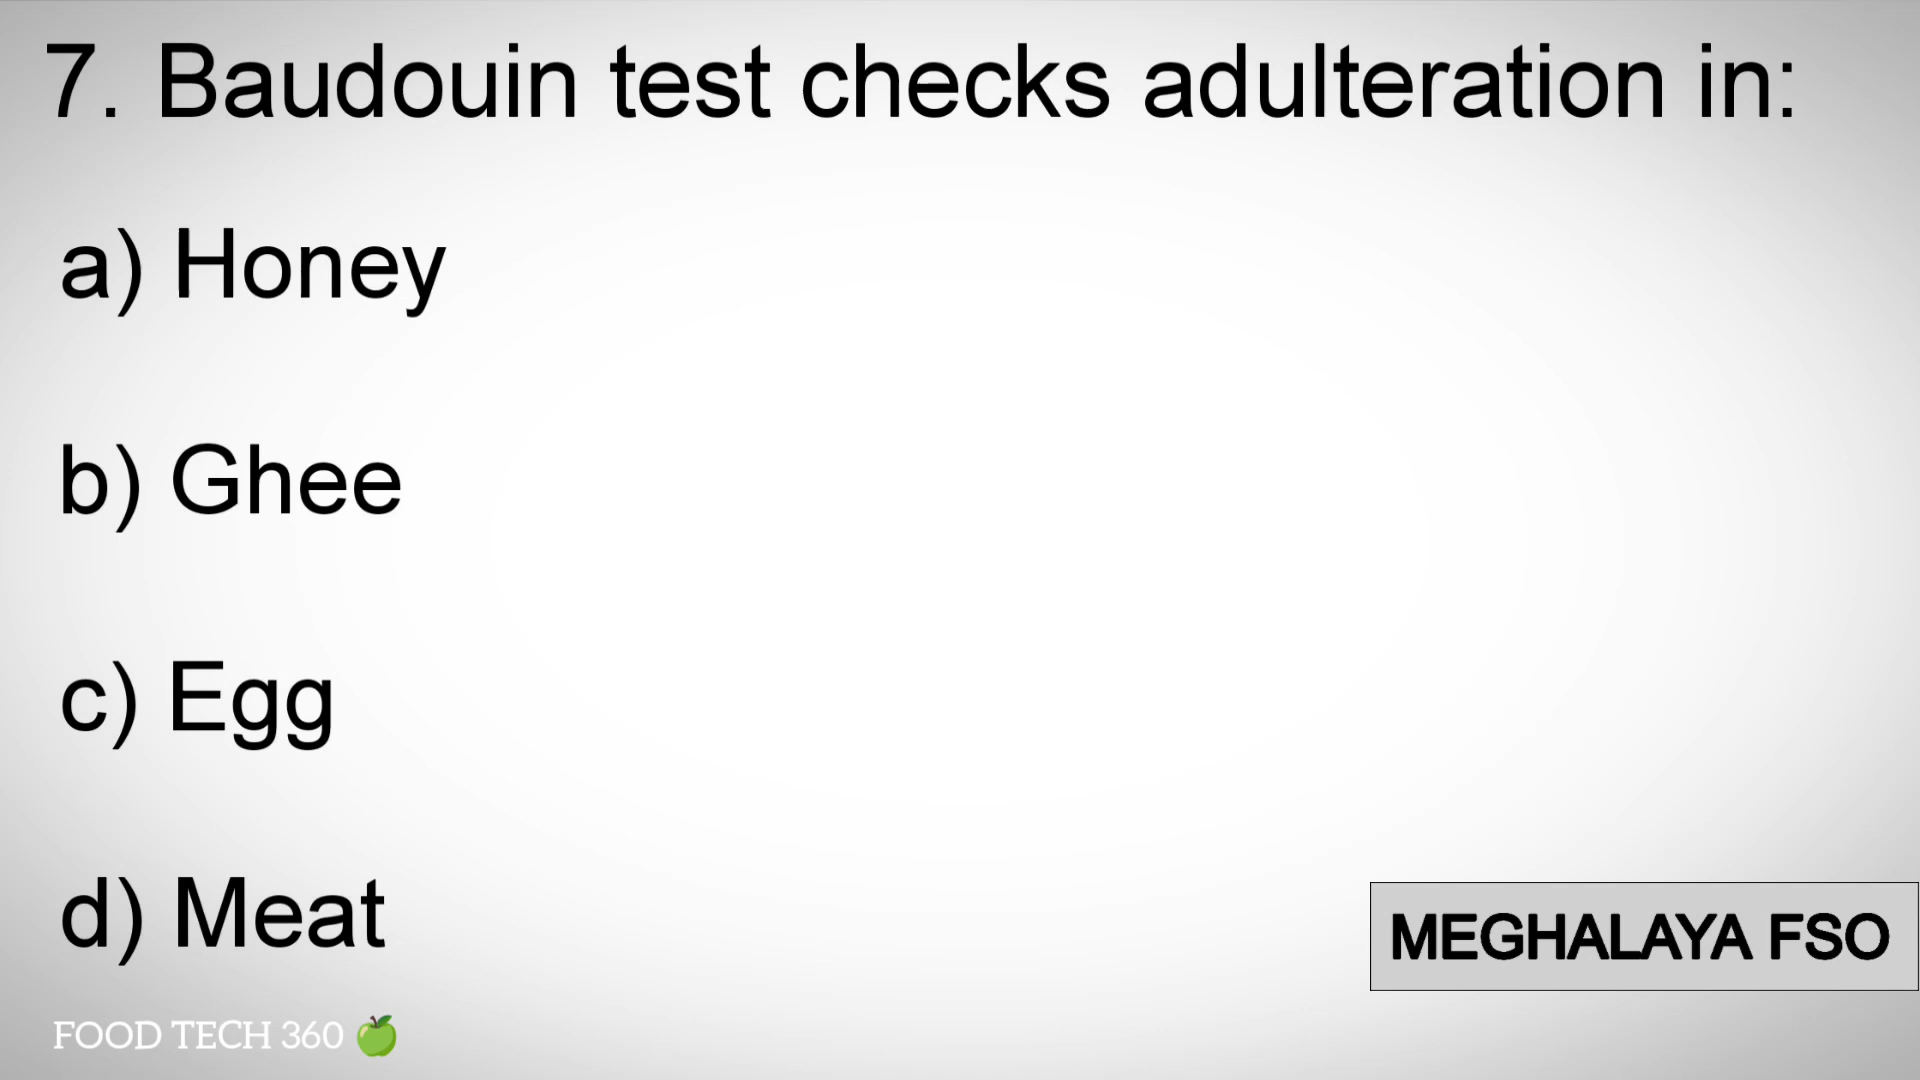 7. Baudouin test checks adulteration in:
a) Honey
b) Ghee
c) Egg
d) Meat
MEGHALAYA FSO
FOOD TECH 360